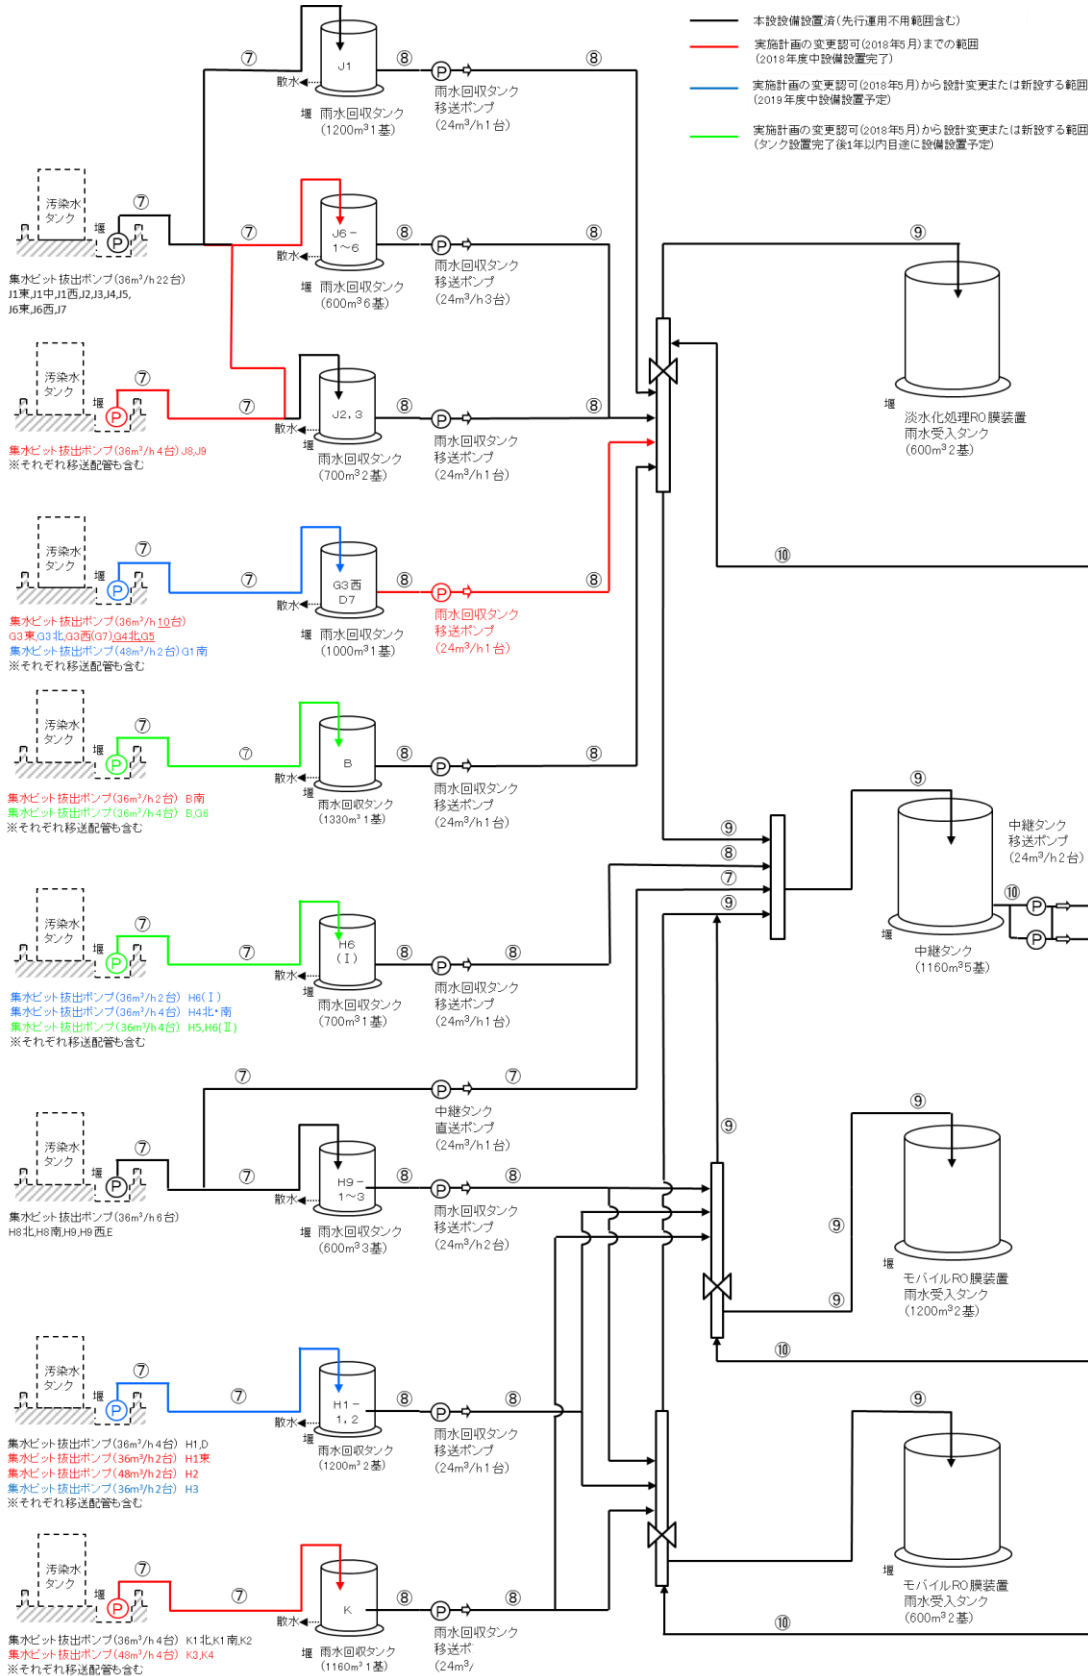 本設設備設置済(先行運用不用範囲含む)
実施計画の変更認可(2018年5月)までの範囲
(2018年度中設備設置完了)
実施計画の変更認可(2018年5月)から設計変更または新設する範囲
(2019年度中設備設置予定)
実施計画の変更認可(2018年5月)から設計変更または新設する範囲
(タンク設置完了後1年以内目途に設備設置予定)
⑦
J1
⑧
P
⑧
散水
堰
雨水回収タンク
(1200m³1基)
雨水回収タンク
移送ポンプ
(24m³/h1台)
汚染水
タンク
堰
P
⑦
集水ピット抜出ポンプ(36m³/h22台)
J1東,J1中,J1西,J2,J3,J4,J5,
J6東,J6西,J7
⑦
J6-
1~6
⑧
P
⑧
散水
堰
雨水回収タンク
(600m³6基)
雨水回収タンク
移送ポンプ
(24m³/h3台)
汚染水
タンク
堰
P
⑦
集水ピット抜出ポンプ(36m³/h4台)J8,J9
※それぞれ移送配管も含む
⑦
J2,3
⑧
P
⑧
散水
堰
雨水回収タンク
(700m³2基)
雨水回収タンク
移送ポンプ
(24m³/h1台)
⑨
堰
淡水化処理RO膜装置
雨水受入タンク
(600m³2基)
⑩
汚染水
タンク
堰
P
⑦
集水ピット抜出ポンプ(36m³/h10台)
G3東,G3北,G3西(G7),G4北,G5
集水ピット抜出ポンプ(48m³/h2台)G1南
※それぞれ移送配管も含む
⑦
G3西
D7
⑧
P
⑧
散水
堰
雨水回収タンク
(1000m³1基)
雨水回収タンク
移送ポンプ
(24m³/h1台)
汚染水
タンク
堰
P
⑦
集水ピット抜出ポンプ(36m³/h2台) B南
集水ピット抜出ポンプ(36m³/h4台) B,G6
※それぞれ移送配管も含む
⑦
B
⑧
P
⑧
散水
堰
雨水回収タンク
(1330m³1基)
雨水回収タンク
移送ポンプ
(24m³/h1台)
⑨
⑧
⑦
⑨
⑨
堰
中継タンク
(1160m³5基)
中継タンク
移送ポンプ
(24m³/h2台)
⑩
P
P
汚染水
タンク
堰
P
⑦
集水ピット抜出ポンプ(36m³/h2台) H6(Ⅰ)
集水ピット抜出ポンプ(36m³/h4台) H4北・南
集水ピット抜出ポンプ(36m³/h4台) H5,H6(Ⅱ)
※それぞれ移送配管も含む
⑦
H6
(Ⅰ)
⑧
P
⑧
散水
堰
雨水回収タンク
(700m³1基)
雨水回収タンク
移送ポンプ
(24m³/h1台)
⑦
P
⑦
中継タンク
直送ポンプ
(24m³/h1台)
汚染水
タンク
堰
P
⑦
集水ピット抜出ポンプ(36m³/h6台)
H8北,H8南,H9,H9西,E
⑦
H9-
1~3
⑧
P
⑧
散水
堰
雨水回収タンク
(600m³3基)
雨水回収タンク
移送ポンプ
(24m³/h2台)
⑨
⑨
⑨
⑨
堰
モバイルRO膜装置
雨水受入タンク
(1200m³2基)
⑩
汚染水
タンク
堰
P
⑦
集水ピット抜出ポンプ(36m³/h4台) H1,D
集水ピット抜出ポンプ(36m³/h2台) H1東
集水ピット抜出ポンプ(48m³/h2台) H2
集水ピット抜出ポンプ(36m³/h2台) H3
※それぞれ移送配管も含む
⑦
H1-
1,2
⑧
P
⑧
散水
堰
雨水回収タンク
(1200m³2基)
雨水回収タンク
移送ポンプ
(24m³/h1台)
⑨
堰
モバイルRO膜装置
雨水受入タンク
(600m³2基)
⑩
汚染水
タンク
堰
P
⑦
集水ピット抜出ポンプ(36m³/h4台) K1北,K1南,K2
集水ピット抜出ポンプ(48m³/h4台) K3,K4
※それぞれ移送配管も含む
⑦
K
⑧
P
⑧
散水
堰
雨水回収タンク
(1160m³1基)
雨水回収タンク
移送ポ
(24m³/